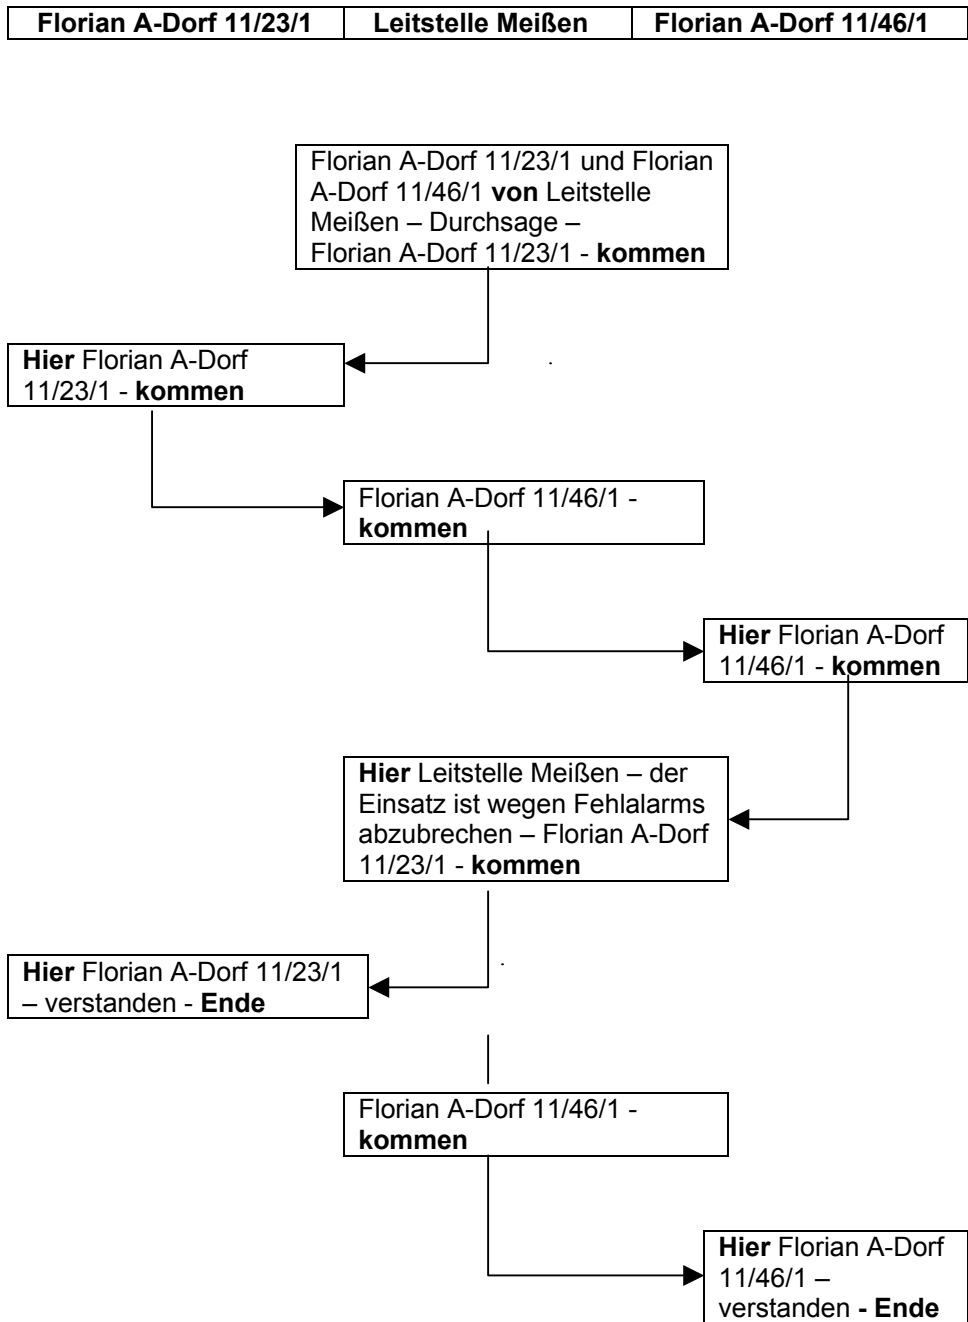 Florian A-Dorf 11/23/1 Leitstelle Meißen Florian A-Dorf 11/46/1
Florian A-Dorf 11/23/1 und Florian
A-Dorf 11/46/1 von Leitstelle
Meißen – Durchsage –
Florian A-Dorf 11/23/1 - kommen
Hier Florian A-Dorf
11/23/1 - kommen
Florian A-Dorf 11/46/1 -
kommen
Hier Florian A-Dorf
11/46/1 - kommen
Hier Leitstelle Meißen – der
Einsatz ist wegen Fehlalarms
abzubrechen – Florian A-Dorf
11/23/1 - kommen
Hier Florian A-Dorf 11/23/1
– verstanden - Ende
Florian A-Dorf 11/46/1 -
kommen
Hier Florian A-Dorf
11/46/1 –
verstanden - Ende